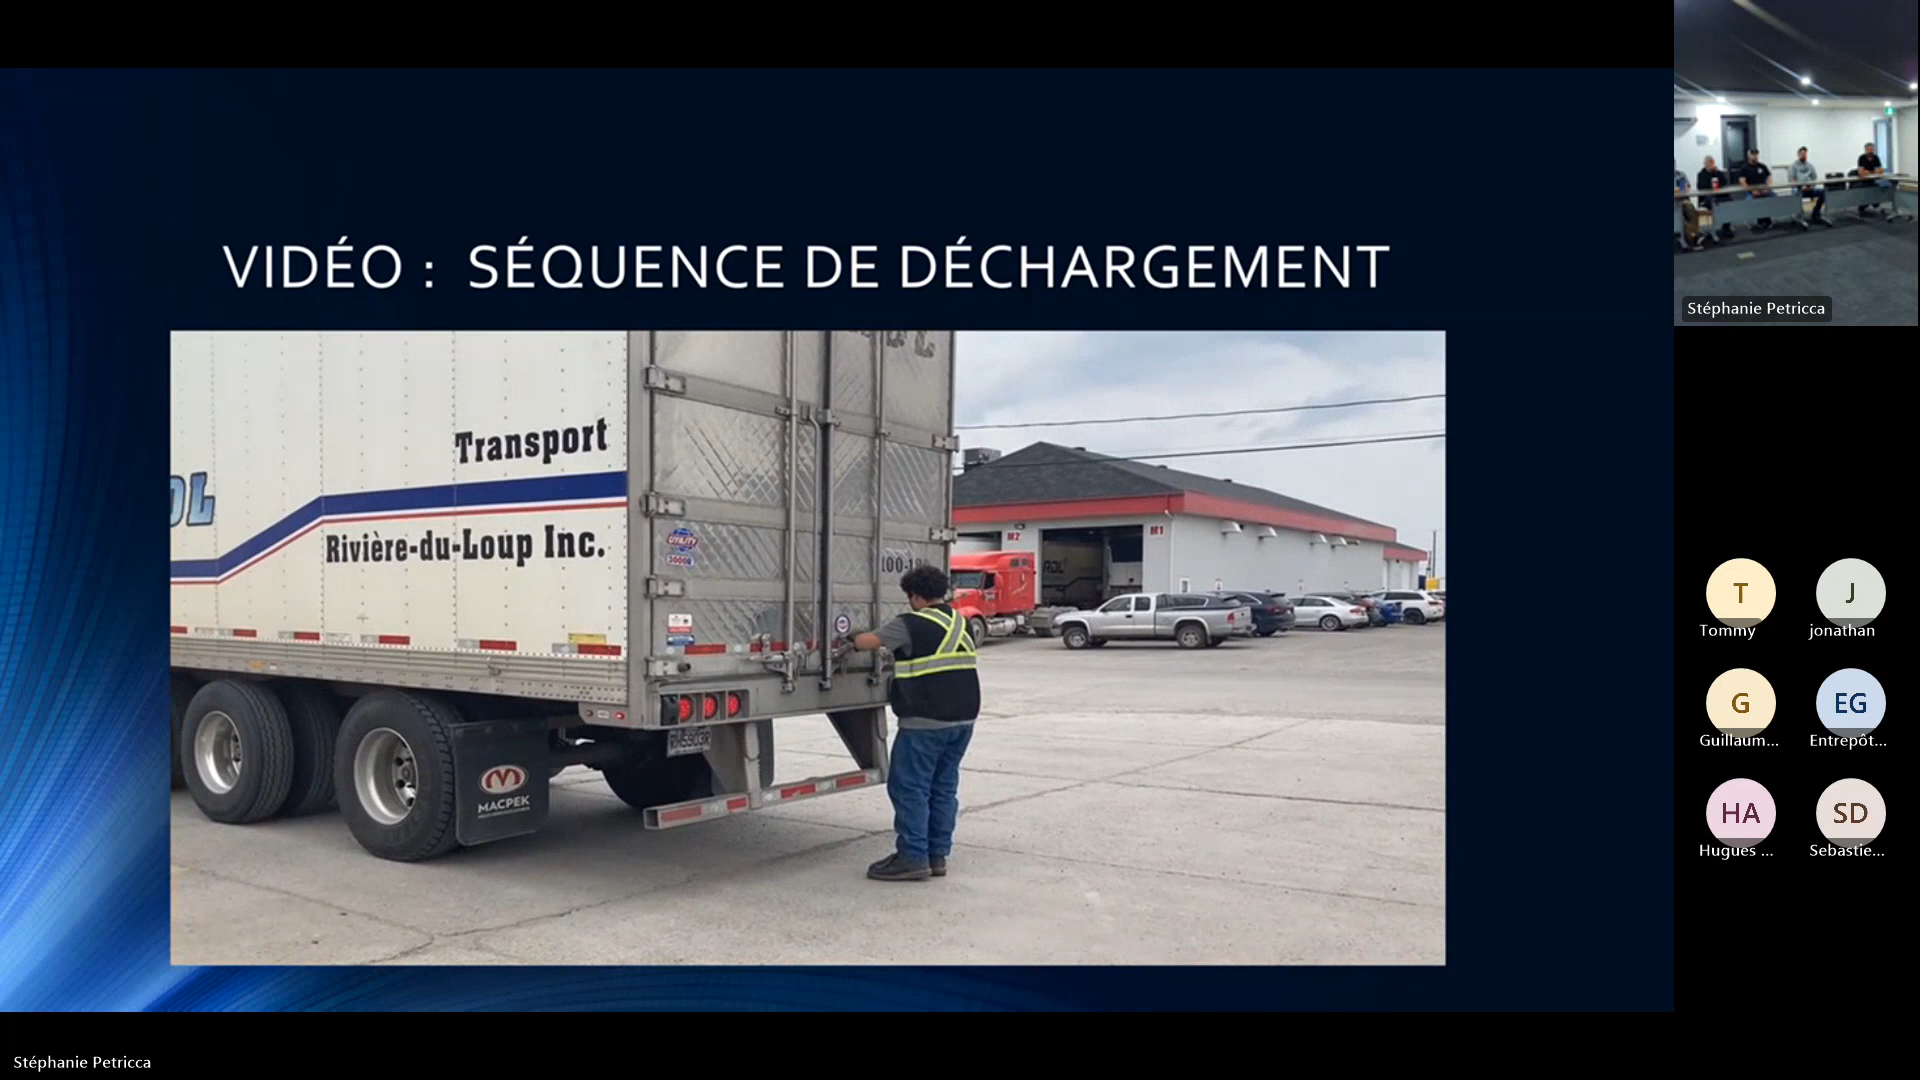 VIDÉO : SÉQUENCE DE DÉCHARGEMENT
Transport
Rivière-du-Loup Inc.
UTILITY
M2
M1
MACPEK
Stéphanie Petricca
T
Tommy
J
jonathan
G
Guillaum...
EG
Entrepôt...
HA
Hugues ...
SD
Sebastie...
Stéphanie Petricca